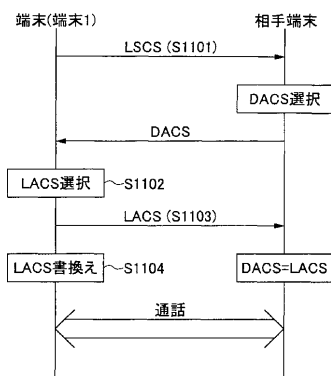 端末(端末1)
相手端末
LSCS (S1101)
DACS選択
DACS
LACS選択
S1102
LACS (S1103)
LACS書換え
S1104
DACS=LACS
通話